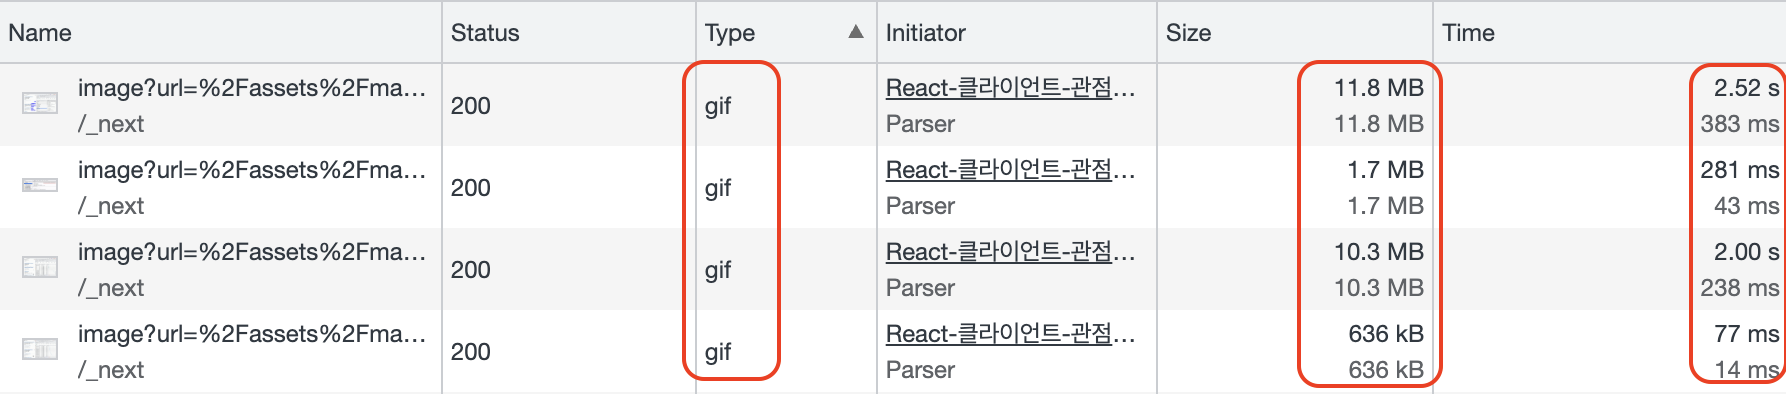 Name Status Type ▲ Initiator Size Time
image?url=%2Fassets%2Fma... 200 gif React-클라이언트-관점... 11.8 MB 2.52 s
/_next Parser 11.8 MB 383 ms
image?url=%2Fassets%2Fma... 200 gif React-클라이언트-관점... 1.7 MB 281 ms
/_next Parser 1.7 MB 43 ms
image?url=%2Fassets%2Fma... 200 gif React-클라이언트-관점... 10.3 MB 2.00 s
/_next Parser 10.3 MB 238 ms
image?url=%2Fassets%2Fma... 200 gif React-클라이언트-관점... 636 kB 77 ms
/_next Parser 636 kB 14 ms